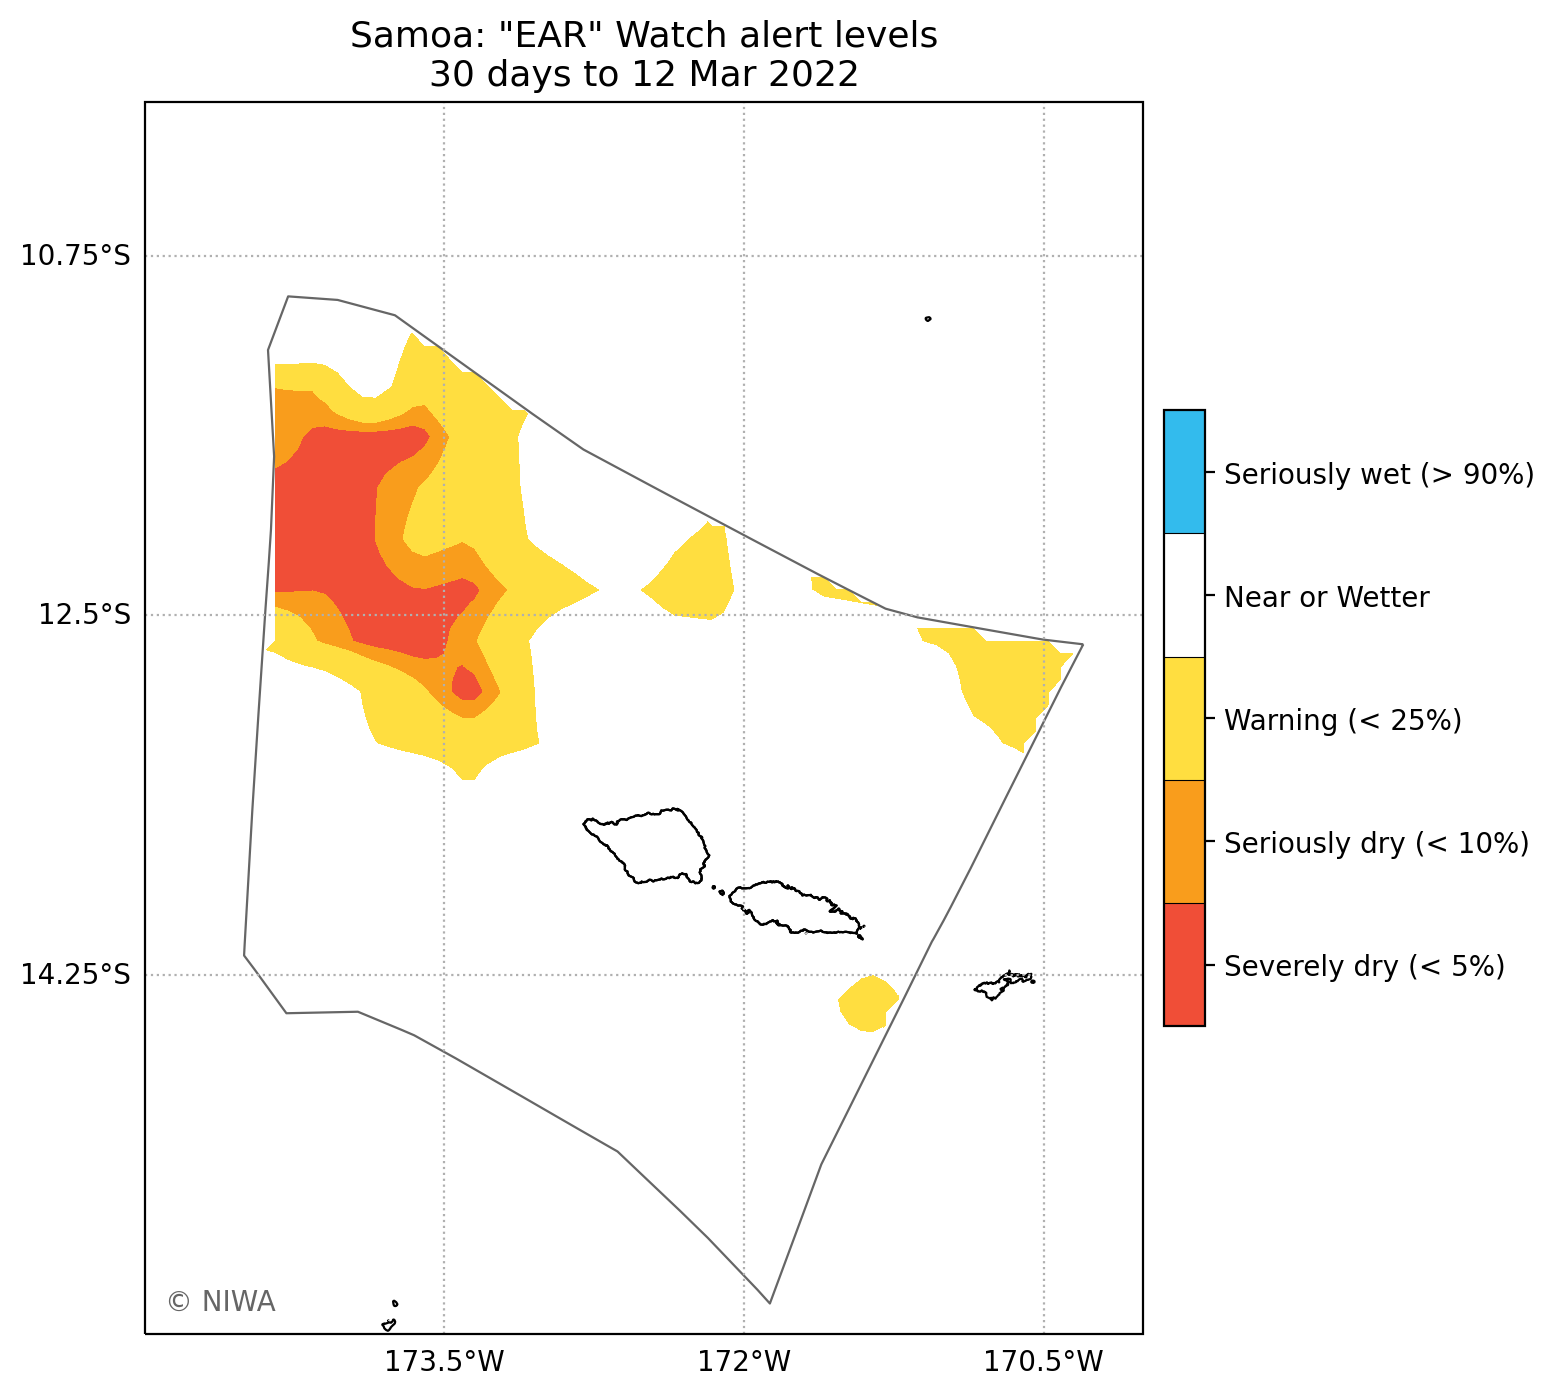 Samoa: "EAR" Watch alert levels
30 days to 12 Mar 2022
10.75°S
12.5°S
14.25°S
173.5°W
172°W
170.5°W
© NIWA
Seriously wet (> 90%)
Near or Wetter
Warning (< 25%)
Seriously dry (< 10%)
Severely dry (< 5%)